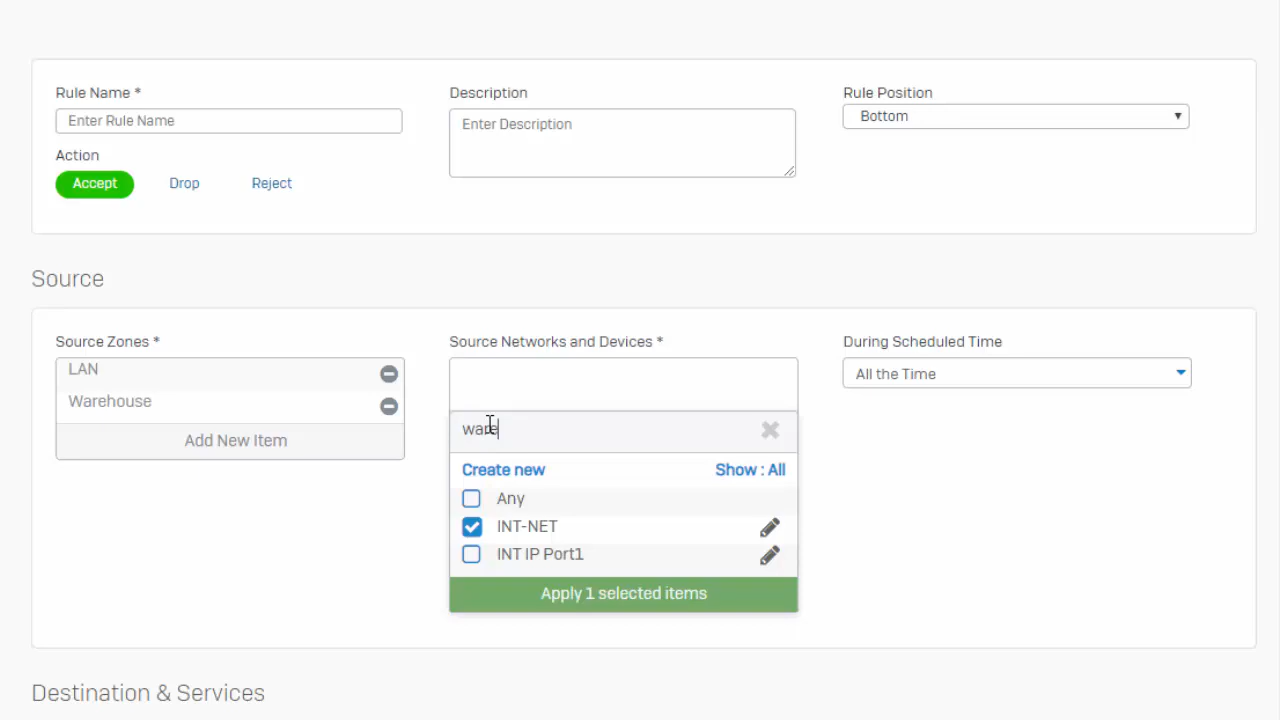 Rule Name *
Description
Rule Position
Enter Rule Name
Enter Description
Bottom
Action
Accept
Drop
Reject
Source
Source Zones *
Source Networks and Devices *
During Scheduled Time
LAN
Warehouse
Add New Item
All the Time
ware
Create new
Show : All
Any
INT-NET
INT IP Port1
Apply 1 selected items
Destination & Services